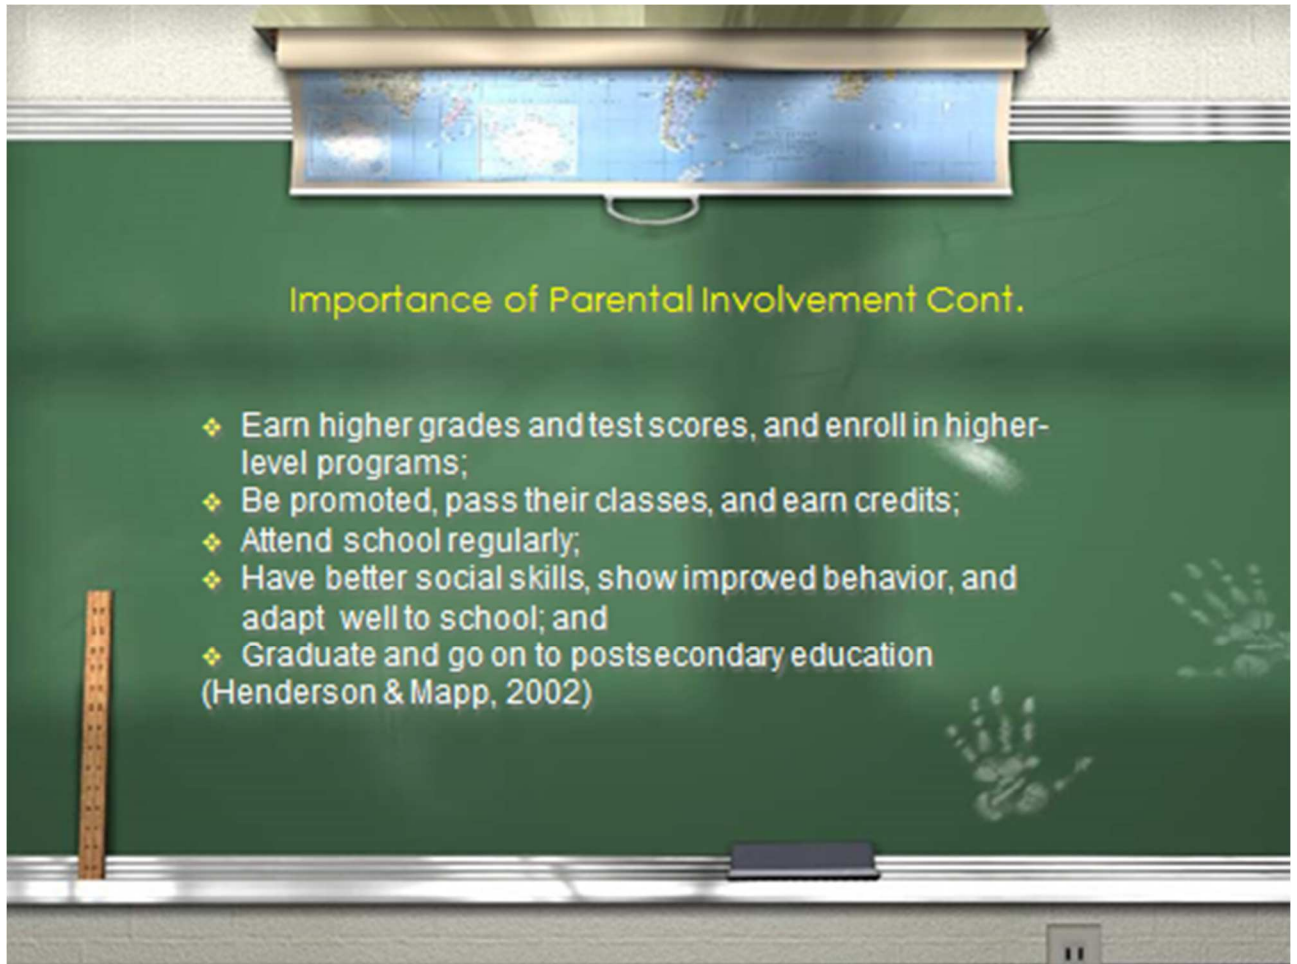 Importance of Parental Involvement Cont.
❖ Earn higher grades and test scores, and enroll in higher-
level programs;
❖ Be promoted, pass their classes, and earn credits;
❖ Attend school regularly;
❖ Have better social skills, show improved behavior, and
adapt well to school; and
❖ Graduate and go on to postsecondary education
(Henderson & Mapp, 2002)